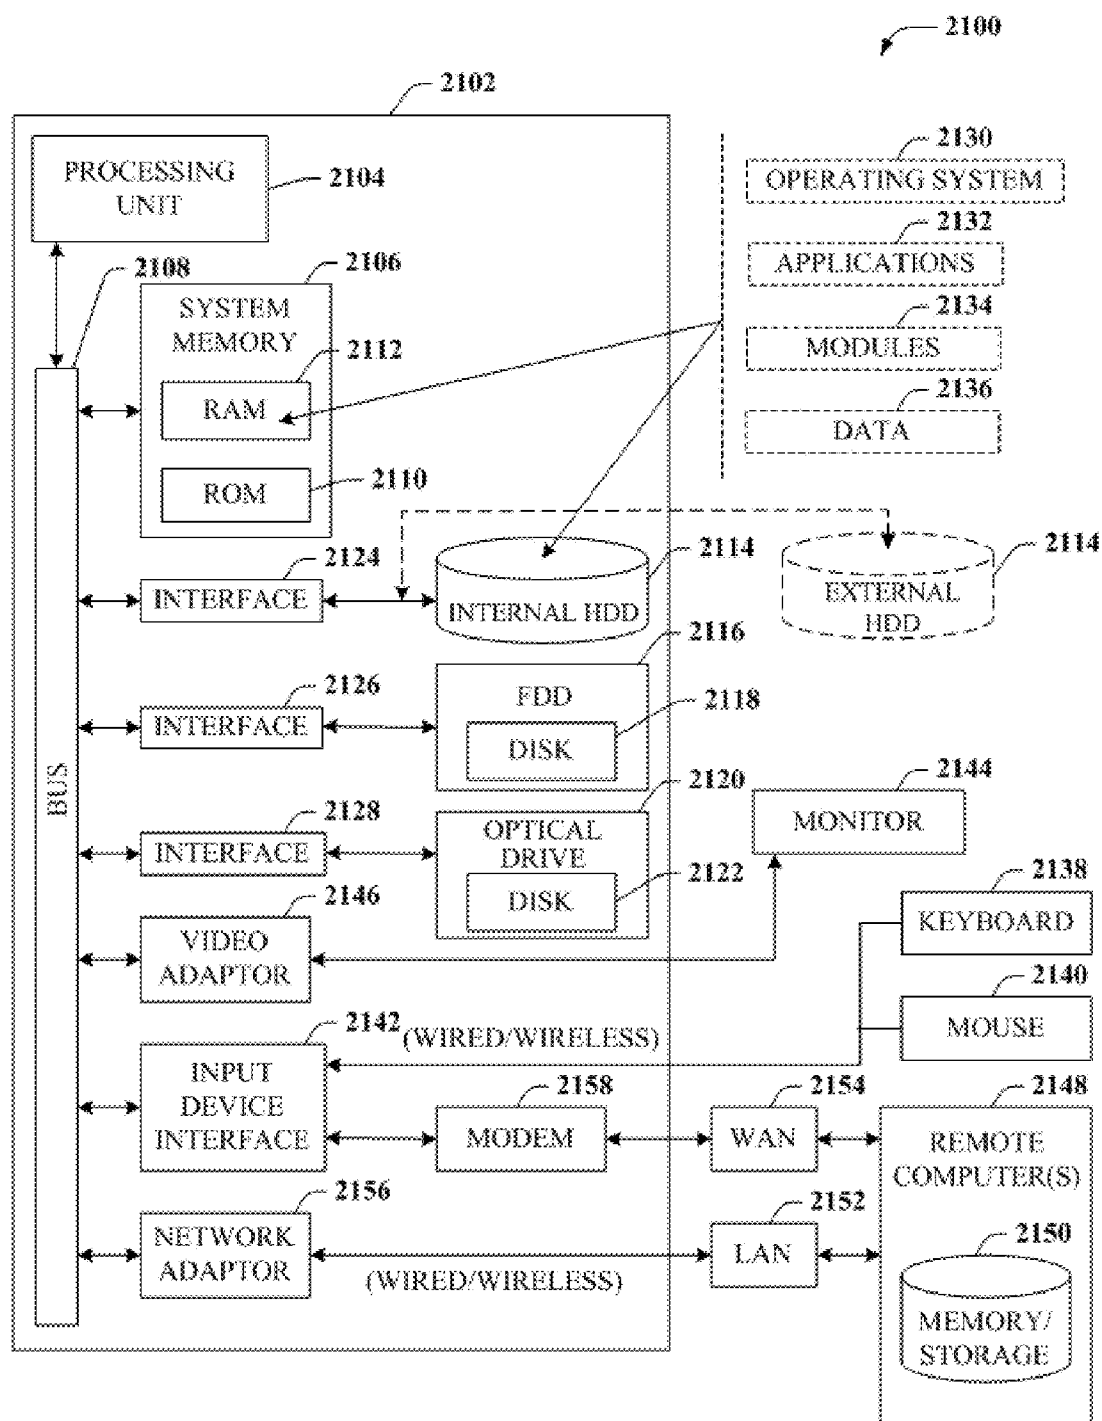 2100
2102
PROCESSING
UNIT
2104
2130
OPERATING SYSTEM
2132
APPLICATIONS
2134
MODULES
2136
DATA
2108
2106
SYSTEM
MEMORY
2112
RAM
ROM
2110
2124
INTERFACE
INTERNAL HDD
2114
EXTERNAL
HDD
2114
2126
INTERFACE
2116
FDD
2118
DISK
BUS
2128
INTERFACE
2120
OPTICAL
DRIVE
2122
DISK
2144
MONITOR
2146
VIDEO
ADAPTOR
2138
KEYBOARD
2140
MOUSE
2142
(WIRED/WIRELESS)
INPUT
DEVICE
INTERFACE
2158
MODEM
2154
WAN
2148
REMOTE
COMPUTER(S)
2156
NETWORK
ADAPTOR
(WIRED/WIRELESS)
2152
LAN
2150
MEMORY/
STORAGE